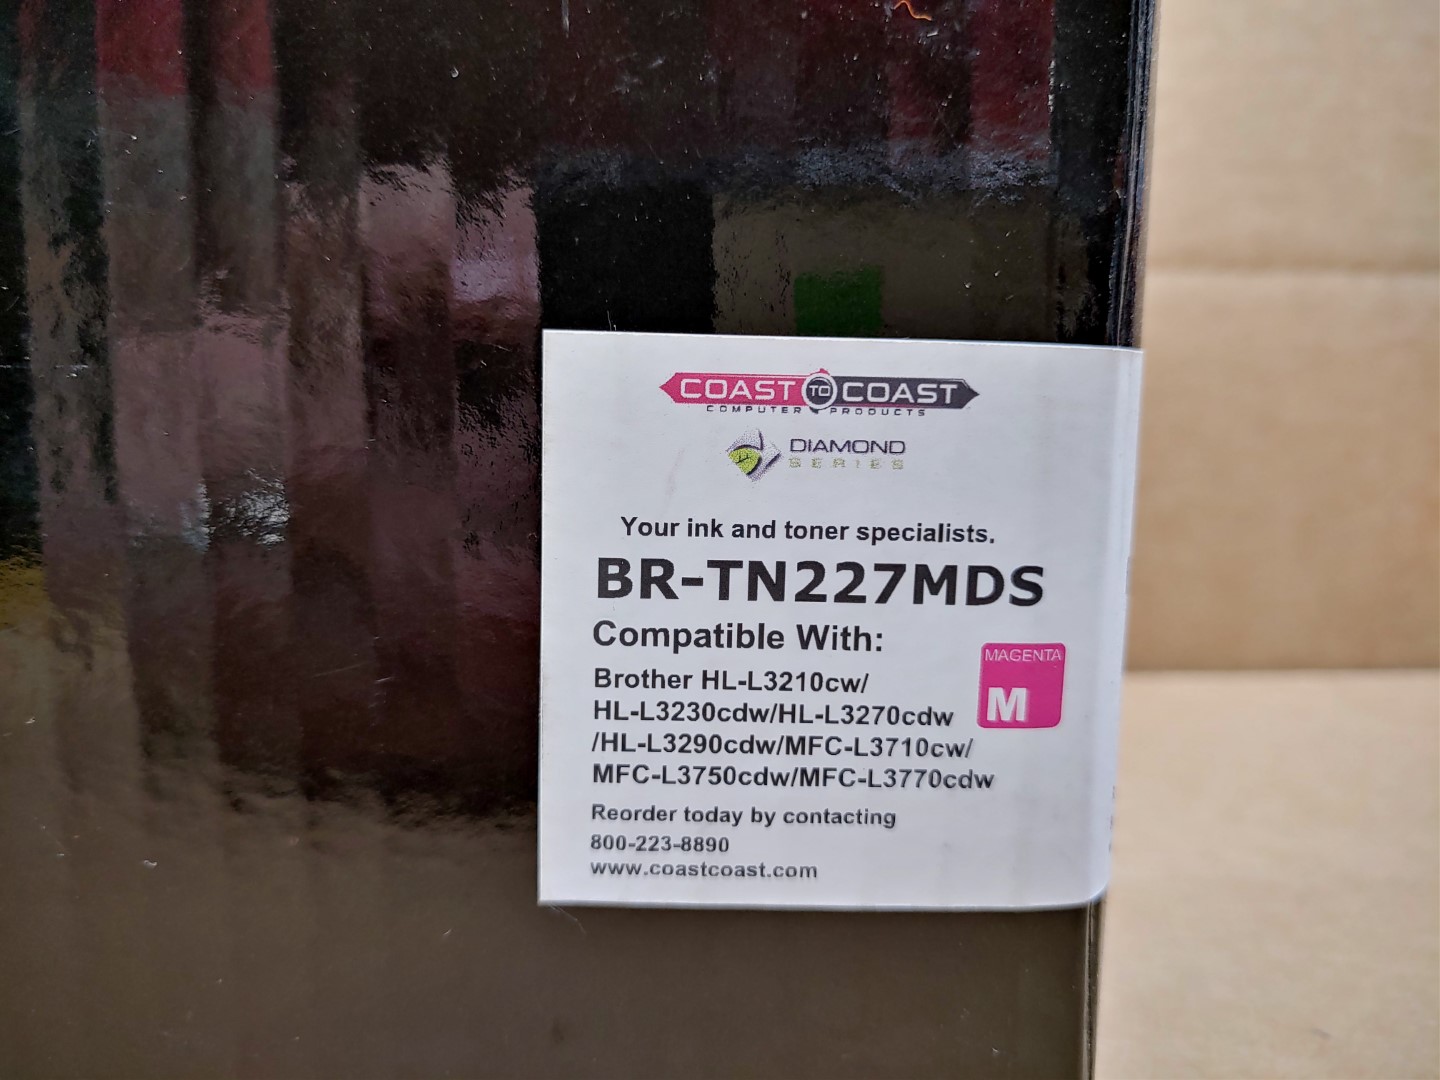 COAST TO COAST
COMPUTER PRODUCTS
DIAMOND
SERIES
Your ink and toner specialists.
BR-TN227MDS
Compatible With:
MAGENTA
M
Brother HL-L3210cw/
HL-L3230cdw/HL-L3270cdw
/HL-L3290cdw/MFC-L3710cw/
MFC-L3750cdw/MFC-L3770cdw
Reorder today by contacting
800-223-8890
www.coastcoast.com